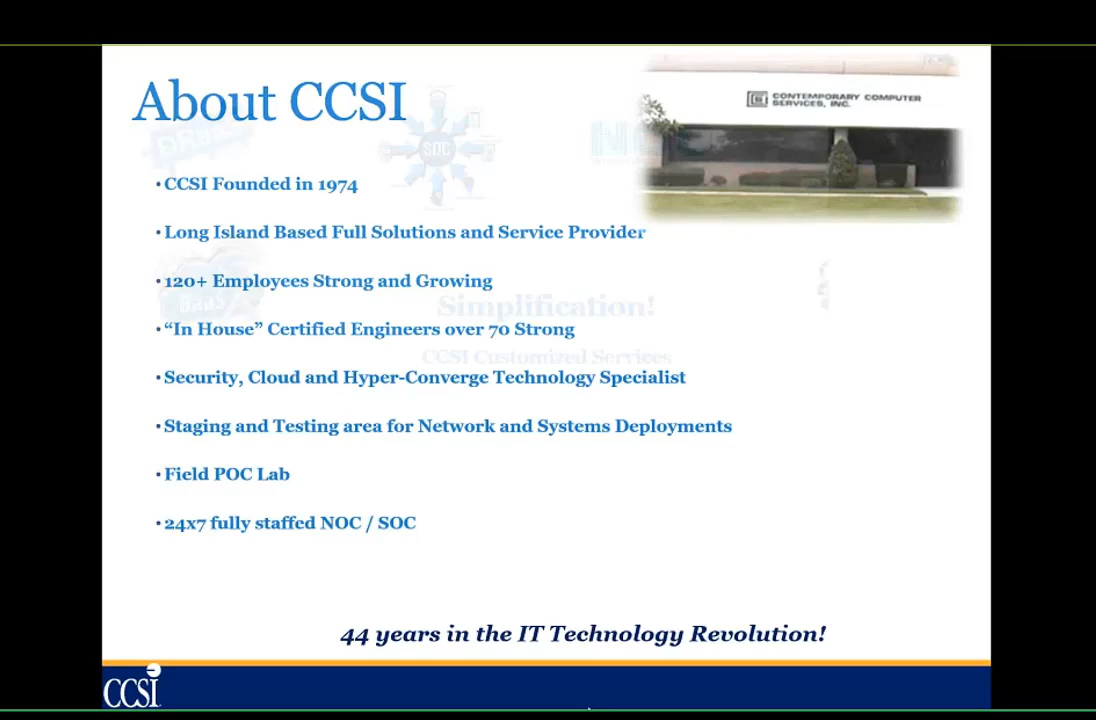 About CCSI
CONTEMPORARY COMPUTER
SERVICES, INC.
SOC
• CCSI Founded in 1974
• Long Island Based Full Solutions and Service Provider
• 120+ Employees Strong and Growing
Simplification!
• “In House” Certified Engineers over 70 Strong
CCSI Customized Services
• Security, Cloud and Hyper-Converge Technology Specialist
• Staging and Testing area for Network and Systems Deployments
• Field POC Lab
• 24x7 fully staffed NOC / SOC
44 years in the IT Technology Revolution!
CCSI